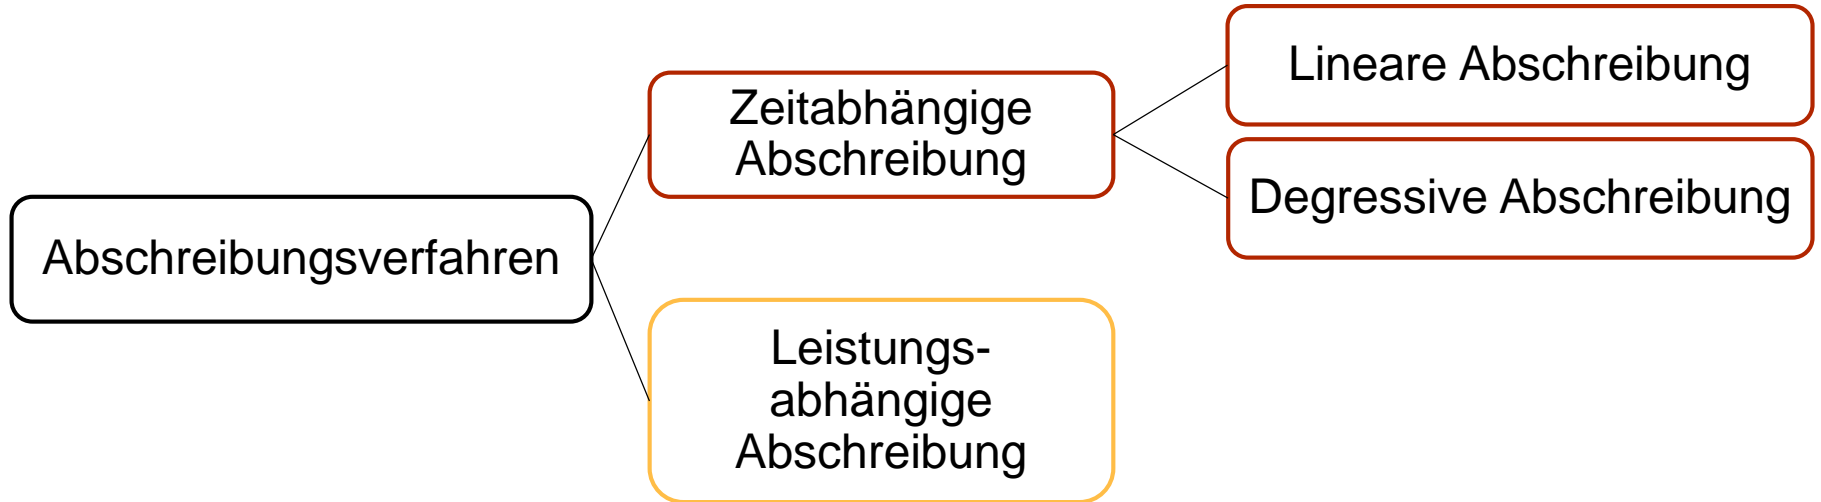 Abschreibungsverfahren
Zeitabhängige
Abschreibung
Lineare Abschreibung
Degressive Abschreibung
Leistungs-
abhängige
Abschreibung